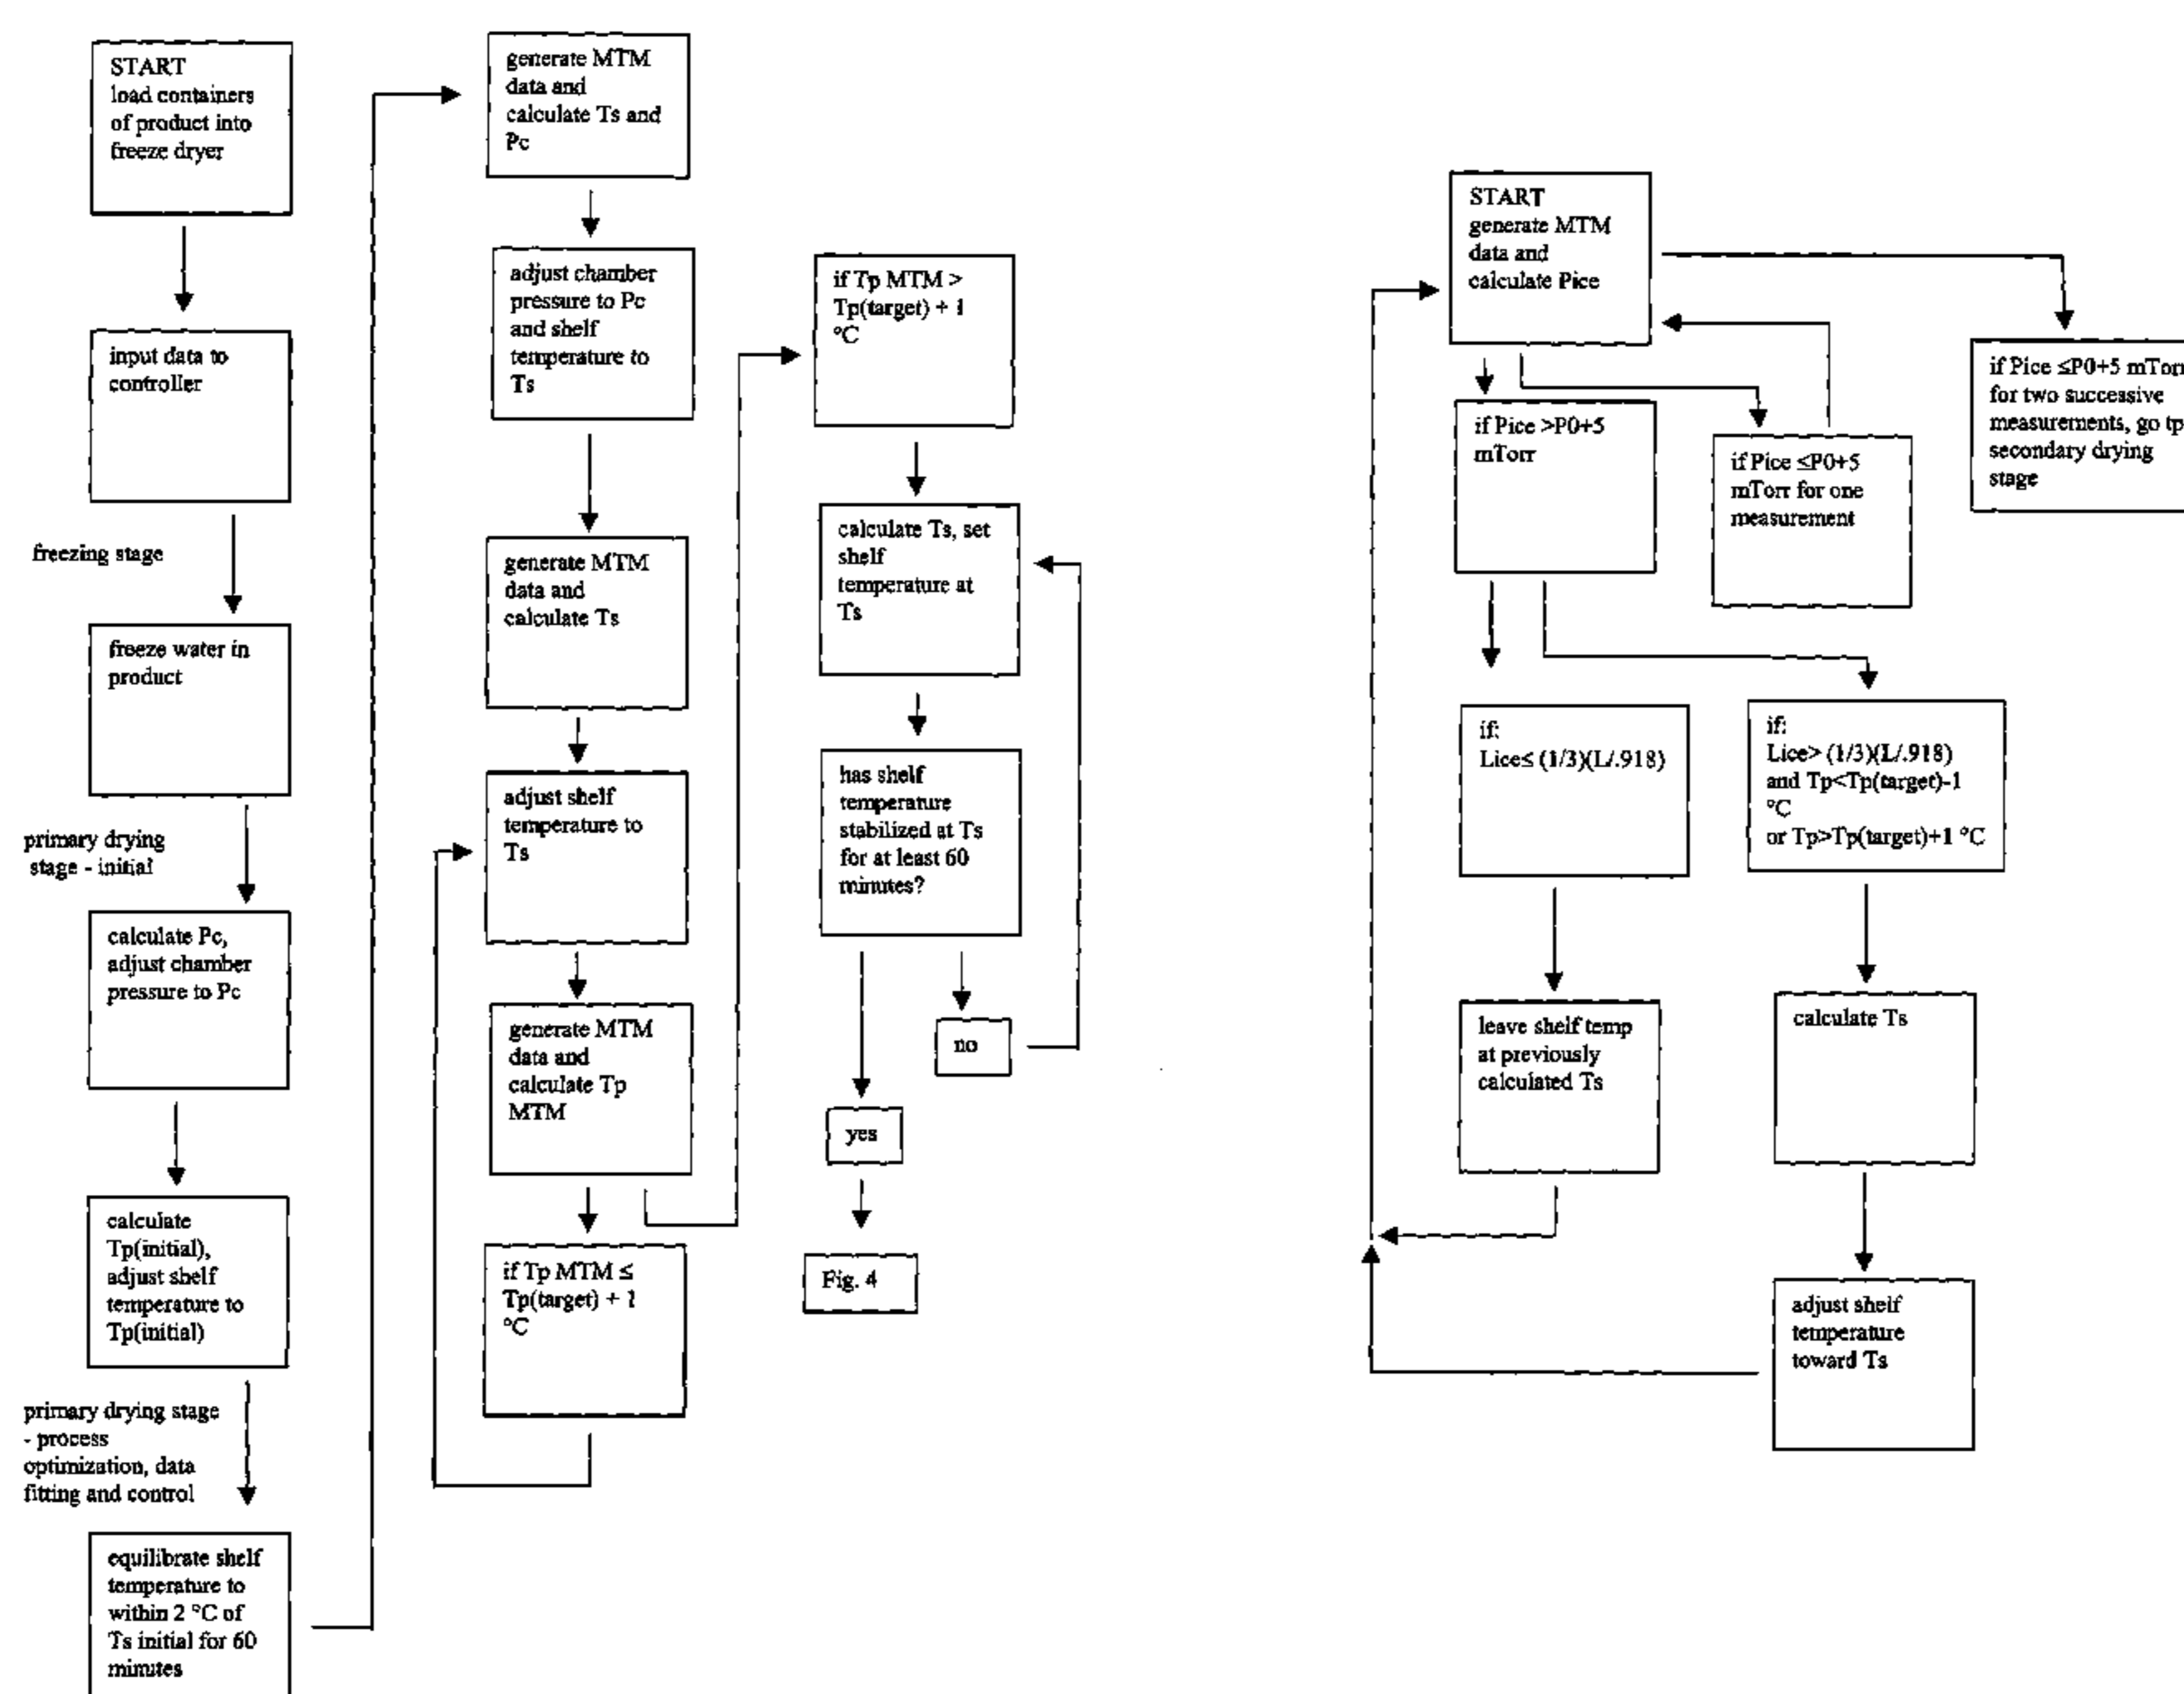 START
load containers
of product into
freeze dryer
input data to
controller
freezing stage
freeze water in
product
primary drying
stage - initial
calculate Pc,
adjust chamber
pressure to Pc
calculate
Tp(initial),
adjust shelf
temperature to
Tp(initial)
primary drying stage
- process
optimization, data
fitting and control
equilibrate shelf
temperature to
within 2 °C of
Ts initial for 60
minutes
generate MTM
data and
calculate Ts and
Pc
adjust chamber
pressure to Pc
and shelf
temperature to
Ts
generate MTM
data and
calculate Ts
adjust shelf
temperature to
Ts
generate MTM
data and
calculate Tp
MTM
if Tp MTM ≤
Tp(target) + 1
°C
if Tp MTM >
Tp(target) + 1
°C
calculate Ts, set
shelf
temperature at
Ts
has shelf
temperature
stabilized at Ts
for at least 60
minutes?
no
yes
Fig. 4
START
generate MTM
data and
calculate Pice
if Pice >P0+5
mTorr
if Pice ≤P0+5
mTorr for one
measurement
if Pice ≤P0+5 mTorr
for two successive
measurements, go tp
secondary drying
stage
if:
Lice≤ (1/3)(L/.918)
if:
Lice> (1/3)(L/.918)
and Tp<Tp(target)-1
°C
or Tp>Tp(target)+1 °C
leave shelf temp
at previously
calculated Ts
calculate Ts
adjust shelf
temperature
toward Ts